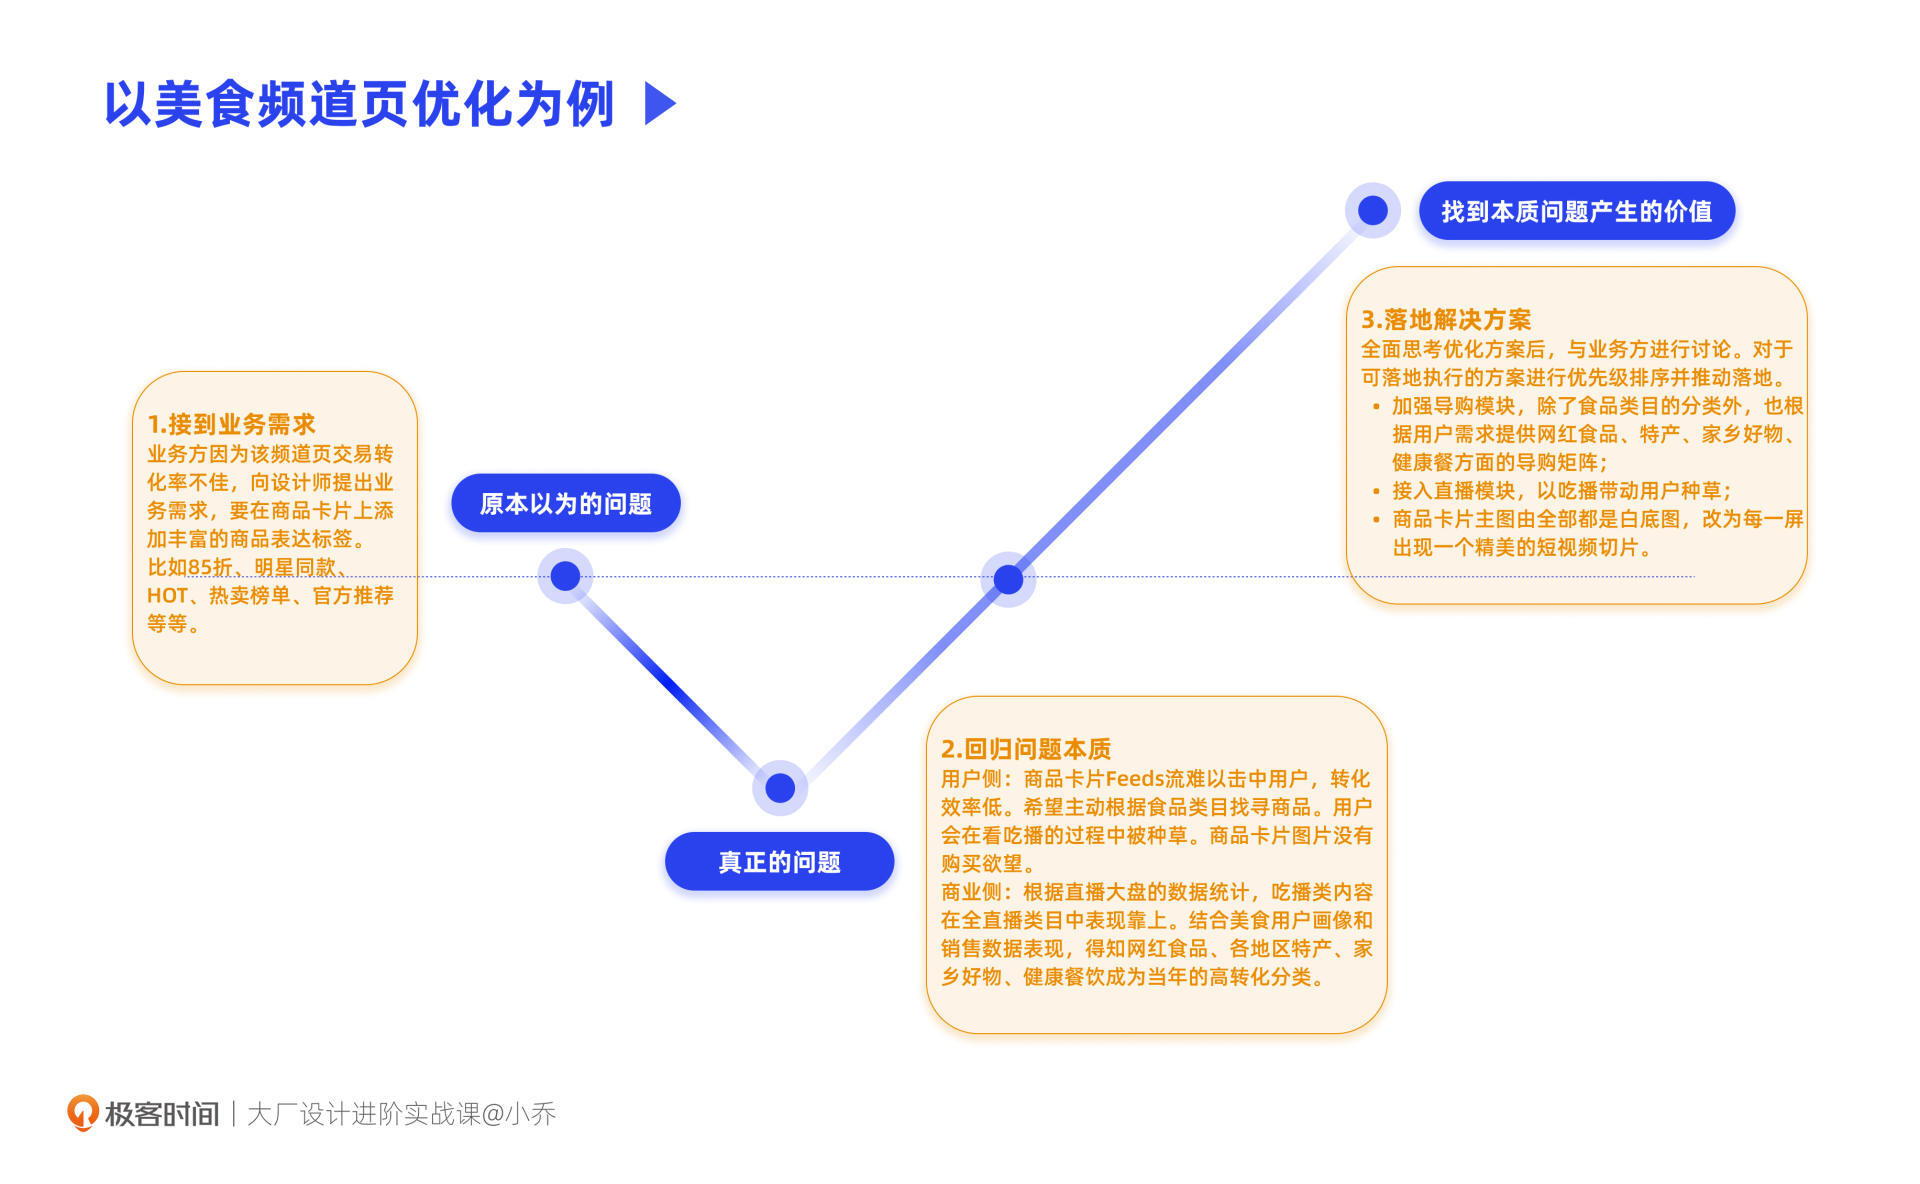 以美食频道页优化为例
找到本质问题产生的价值
3.落地解决方案
全面思考优化方案后，与业务方进行讨论。对于
可落地执行的方案进行优先级排序并推动落地。
• 加强导购模块，除了食品类目的分类外，也根
据用户需求提供网红食品、特产、家乡好物、
健康餐方面的导购矩阵；
• 接入直播模块，以吃播带动用户种草；
• 商品卡片主图由全部都是白底图，改为每一屏
出现一个精美的短视频切片。
1.接到业务需求
业务方因为该频道页交易转
化率不佳，向设计师提出业
务需求，要在商品卡片上添
加丰富的商品表达标签。
比如85折、明星同款、
HOT、热卖榜单、官方推荐
等等。
原本以为的问题
真正的问题
2.回归问题本质
用户侧：商品卡片Feeds流难以击中用户，转化
效率低。希望主动根据食品类目找寻商品。用户
会在看吃播的过程中被种草。商品卡片图片没有
购买欲望。
商业侧：根据直播大盘的数据统计，吃播类内容
在全直播类目中表现靠上。结合美食用户画像和
销售数据表现，得知网红食品、各地区特产、家
乡好物、健康餐饮成为当年的高转化分类。
极客时间｜大厂设计进阶实战课@小乔